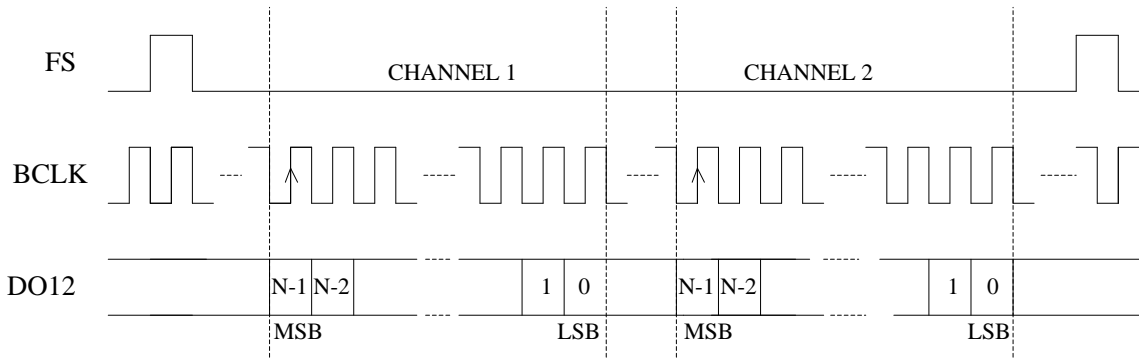 FS
CHANNEL 1
CHANNEL 2
BCLK
DO12
N-1 N-2 1 0 N-1 N-2 1 0
MSB LSB MSB LSB